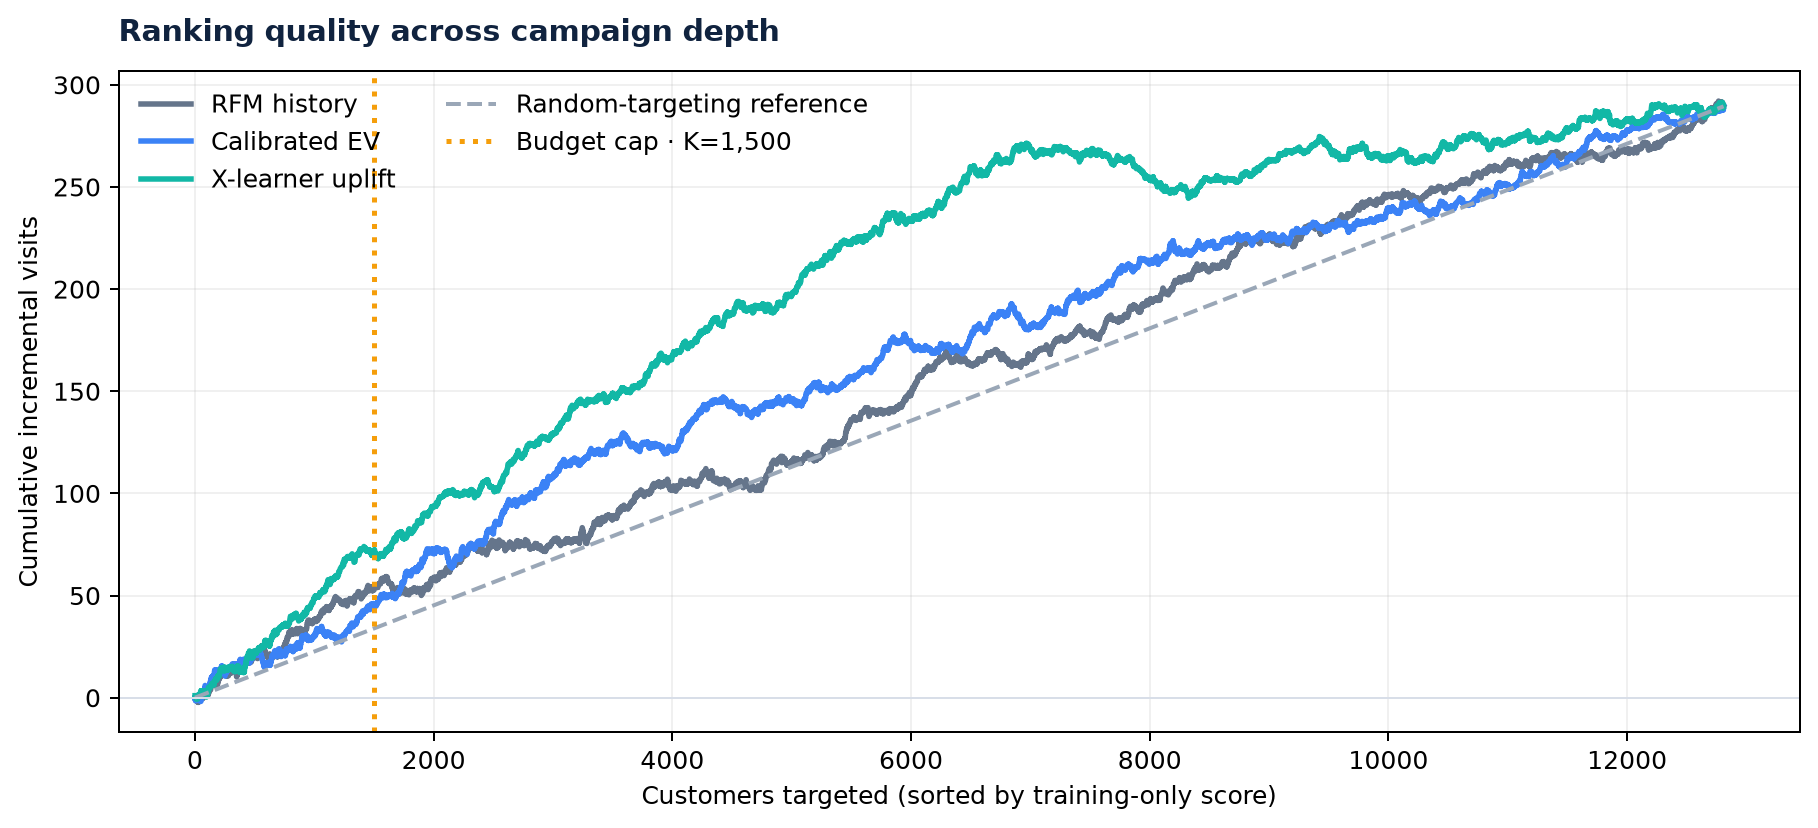 Ranking quality across campaign depth
RFM history
Calibrated EV
X-learner uplift
Random-targeting reference
Budget cap · K=1,500
Cumulative incremental visits
300
250
200
150
100
50
0
0
2000
4000
6000
8000
10000
12000
Customers targeted (sorted by training-only score)